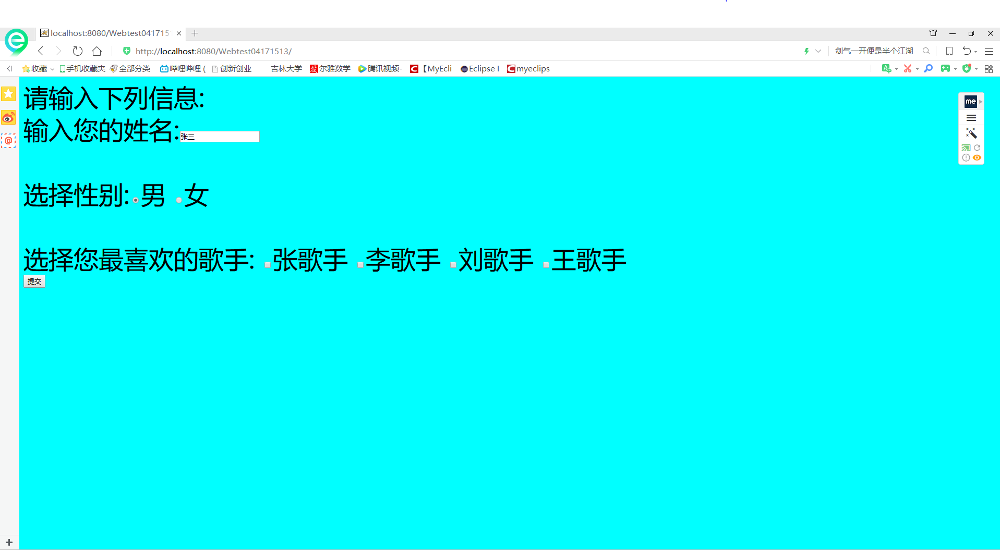 localhost:8080/Webtest0417151
http://localhost:8080/Webtest04171513/
剑气一开便是半个江湖
收藏 手机收藏夹 全部分类 哔哩哔哩 ( 创新创业 吉林大学 尔雅数学 腾讯视频- 【MyEcli Eclipse I myeclips
请输入下列信息:
me
输入您的姓名:张三
选择性别: 男 女
选择您最喜欢的歌手: 张歌手 李歌手 刘歌手 王歌手
提交